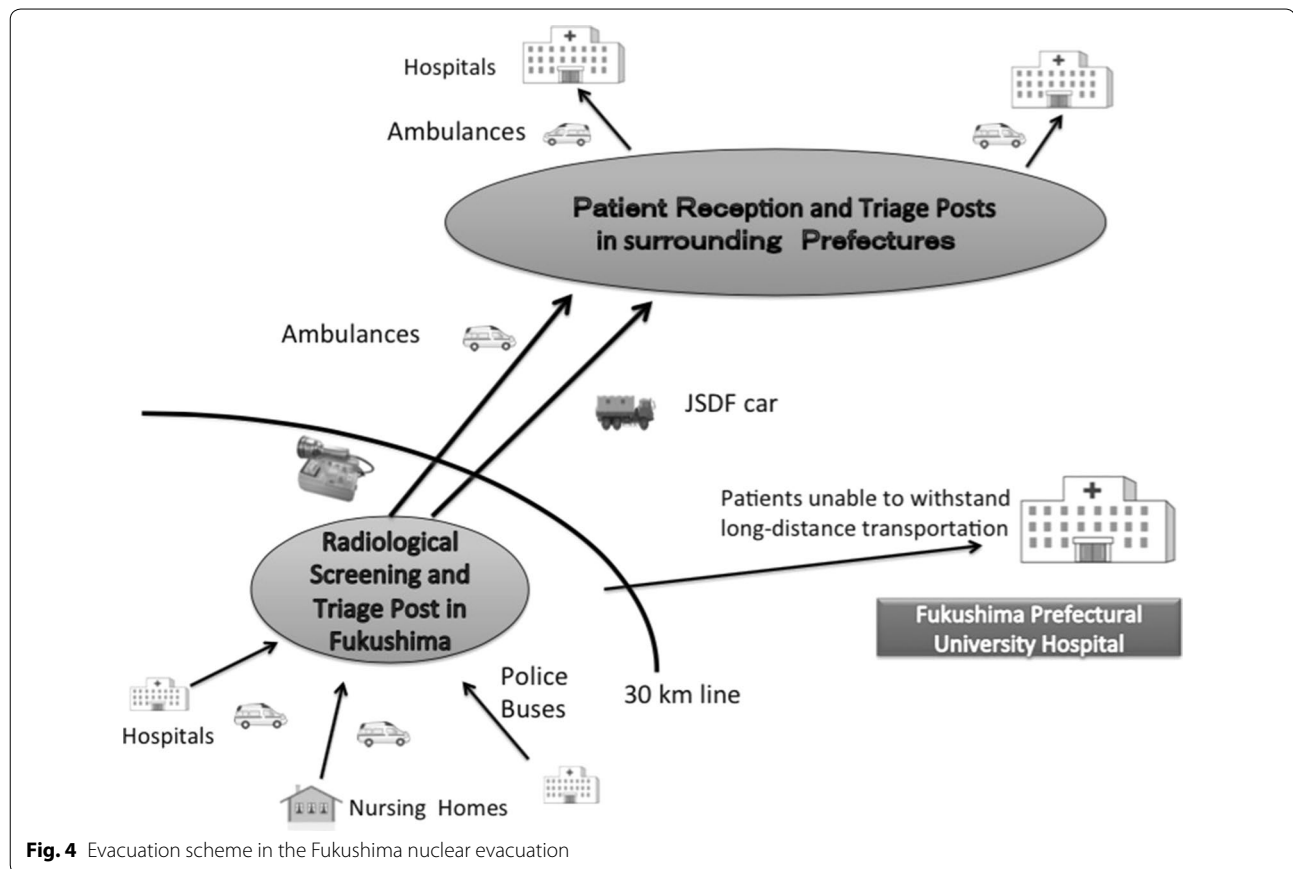 Hospitals
Ambulances
Patient Reception and Triage Posts
in surrounding Prefectures
Ambulances
JSDF car
Patients unable to withstand
long-distance transportation
Radiological
Screening and
Triage Post in
Fukushima
Fukushima Prefectural
University Hospital
Police
Buses
30 km line
Hospitals
Nursing Homes
Fig. 4 Evacuation scheme in the Fukushima nuclear evacuation